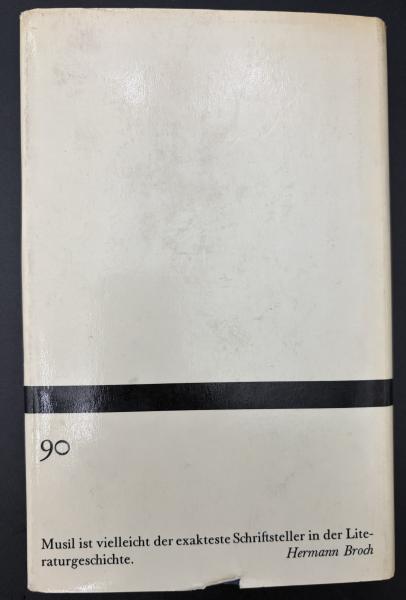 90
Musil ist vielleicht der exakteste Schriftsteller in der Lite-
raturgeschichte. Hermann Broch